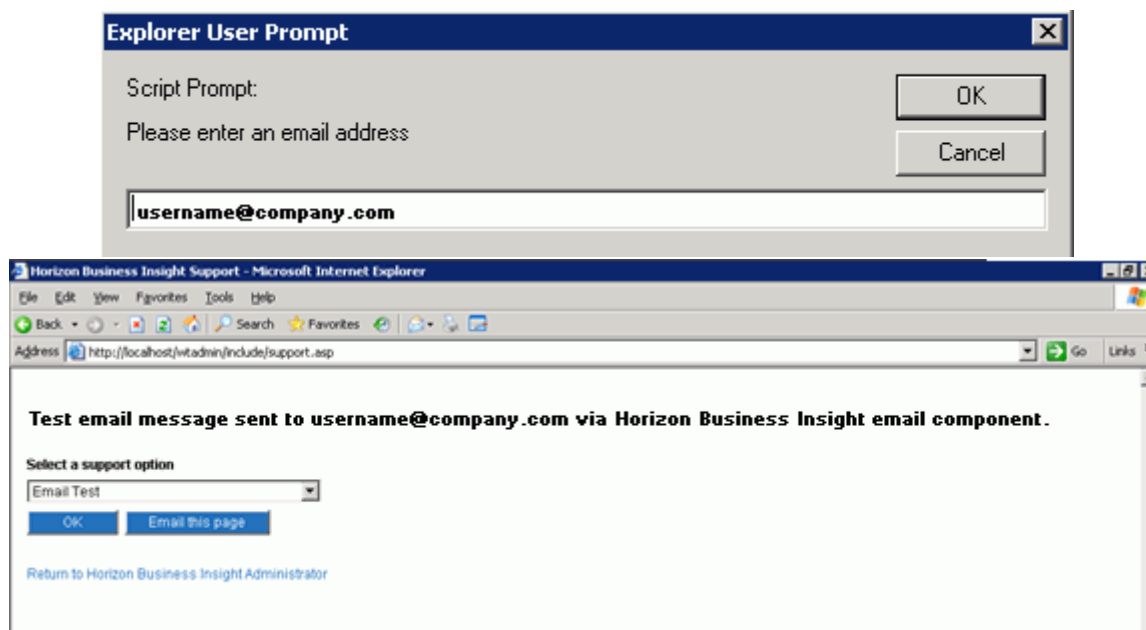 Explorer User Prompt
Script Prompt:
OK
Please enter an email address
Cancel
username@company.com
Horizon Business Insight Support - Microsoft Internet Explorer
File Edit View Favorites Tools Help
Back Search Favorites
Address http://localhost/wtadmin/include/support.asp Go Links
Test email message sent to username@company.com via Horizon Business Insight email component.
Select a support option
Email Test
OK Email this page
Return to Horizon Business Insight Administrator